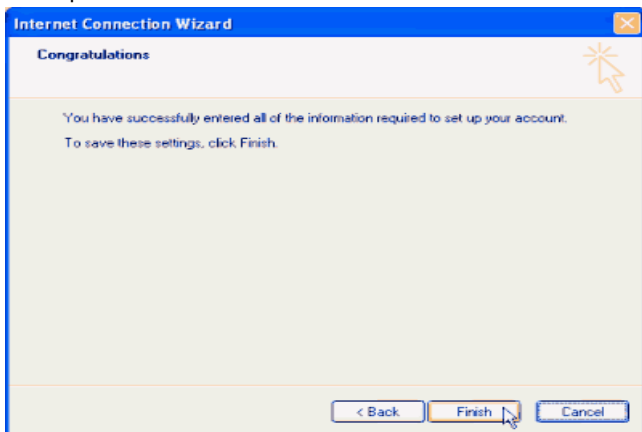 Internet Connection Wizard
Congratulations
You have successfully entered all of the information required to set up your account.
To save these settings, click Finish.
< Back Finish Cancel